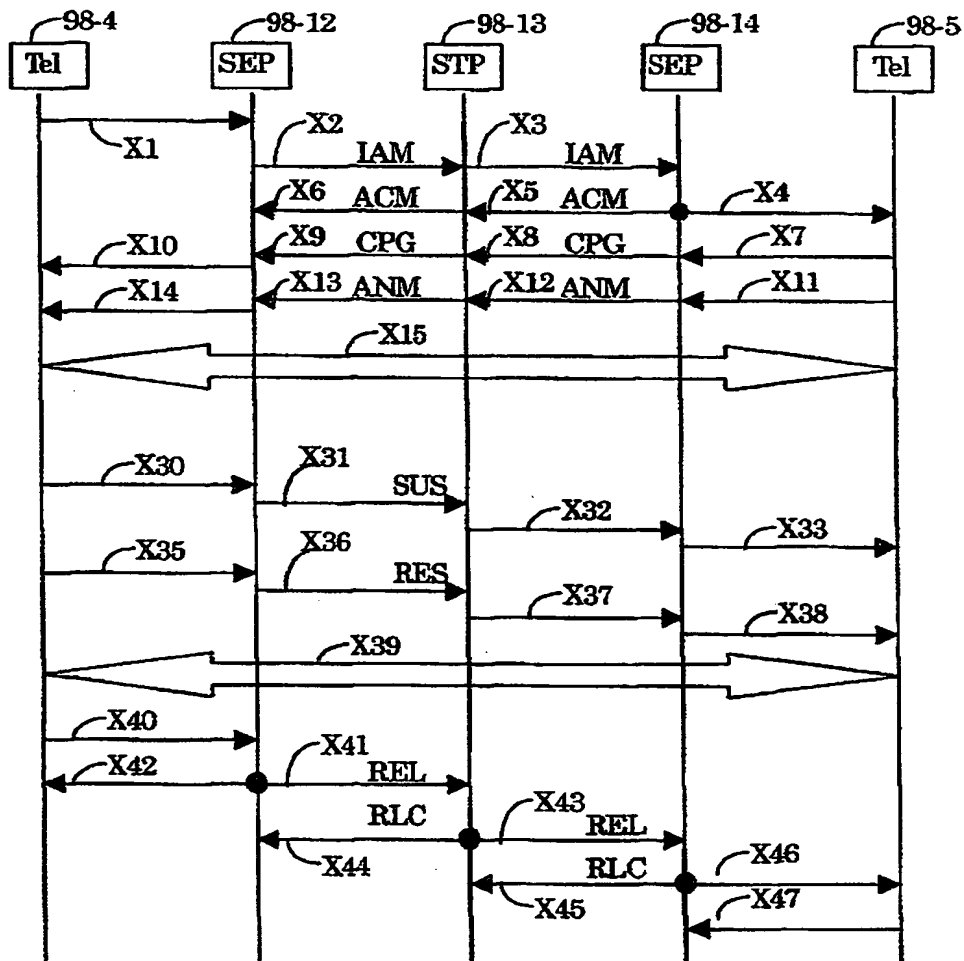 98-4 98-12 98-13 98-14 98-5
Tel SEP STP SEP Tel
X1 X2 IAM X3 IAM
X6 ACM X5 ACM X4
X10 X9 CPG X8 CPG X7
X14 X13 ANM X12 ANM X11
X15
X30 X31 SUS X32 X33
X35 X36 RES X37 X38
X39
X40
X42 X41 REL
RLC X43 REL
X44 RLC X46
X45 X47